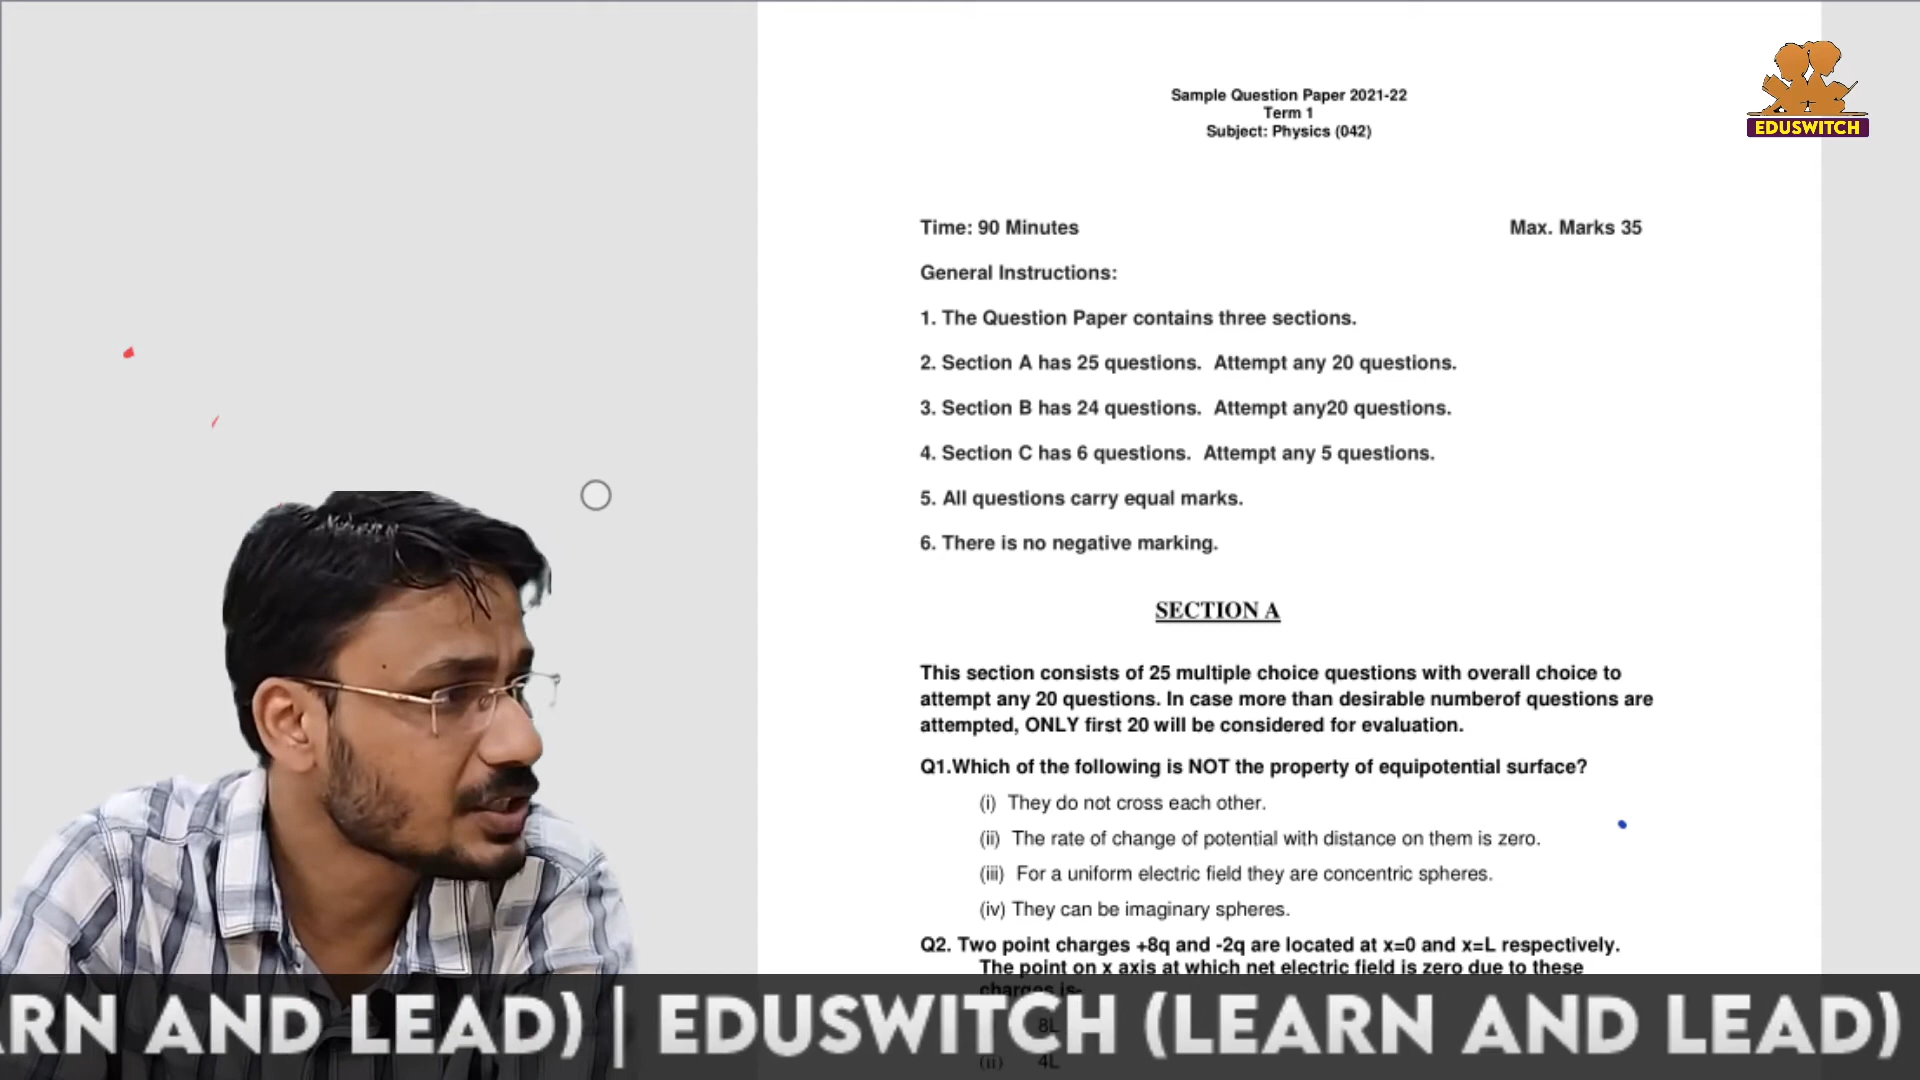 Sample Question Paper 2021-22
Term 1
Subject: Physics (042)
EDUSWITCH
Time: 90 Minutes Max. Marks 35
General Instructions:
1. The Question Paper contains three sections.
2. Section A has 25 questions. Attempt any 20 questions.
3. Section B has 24 questions. Attempt any20 questions.
4. Section C has 6 questions. Attempt any 5 questions.
5. All questions carry equal marks.
6. There is no negative marking.
SECTION A
This section consists of 25 multiple choice questions with overall choice to
attempt any 20 questions. In case more than desirable numberof questions are
attempted, ONLY first 20 will be considered for evaluation.
Q1.Which of the following is NOT the property of equipotential surface?
(i) They do not cross each other.
(ii) The rate of change of potential with distance on them is zero.
(iii) For a uniform electric field they are concentric spheres.
(iv) They can be imaginary spheres.
Q2. Two point charges +8q and -2q are located at x=0 and x=L respectively.
The point on x axis at which net electric field is zero due to these
charges is-
8L
(ii) 4L
ARN AND LEAD) | EDUSWITCH (LEARN AND LEAD)